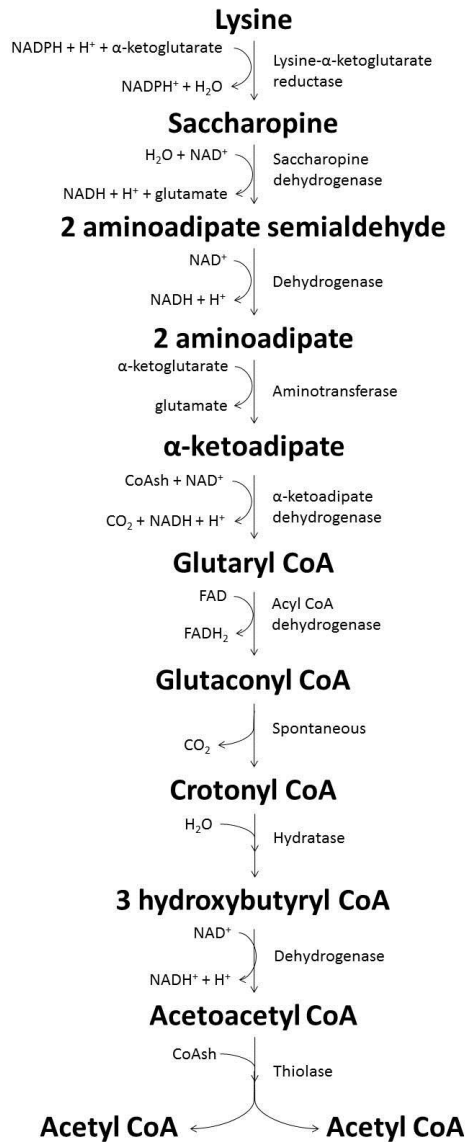 Lysine
NADPH + H⁺ + α-ketoglutarate
Lysine-α-ketoglutarate
reductase
NADPH⁺ + H₂O
Saccharopine
H₂O + NAD⁺
Saccharopine
dehydrogenase
NADH + H⁺ + glutamate
2 aminoadipate semialdehyde
NAD⁺
Dehydrogenase
NADH + H⁺
2 aminoadipate
α-ketoglutarate
Aminotransferase
glutamate
α-ketoadipate
CoAsh + NAD⁺
α-ketoadipate
dehydrogenase
CO₂ + NADH + H⁺
Glutaryl CoA
FAD
Acyl CoA
dehydrogenase
FADH₂
Glutaconyl CoA
Spontaneous
CO₂
Crotonyl CoA
H₂O
Hydratase
3 hydroxybutyryl CoA
NAD⁺
Dehydrogenase
NADH⁺ + H⁺
Acetoacetyl CoA
CoAsh
Thiolase
Acetyl CoA
Acetyl CoA